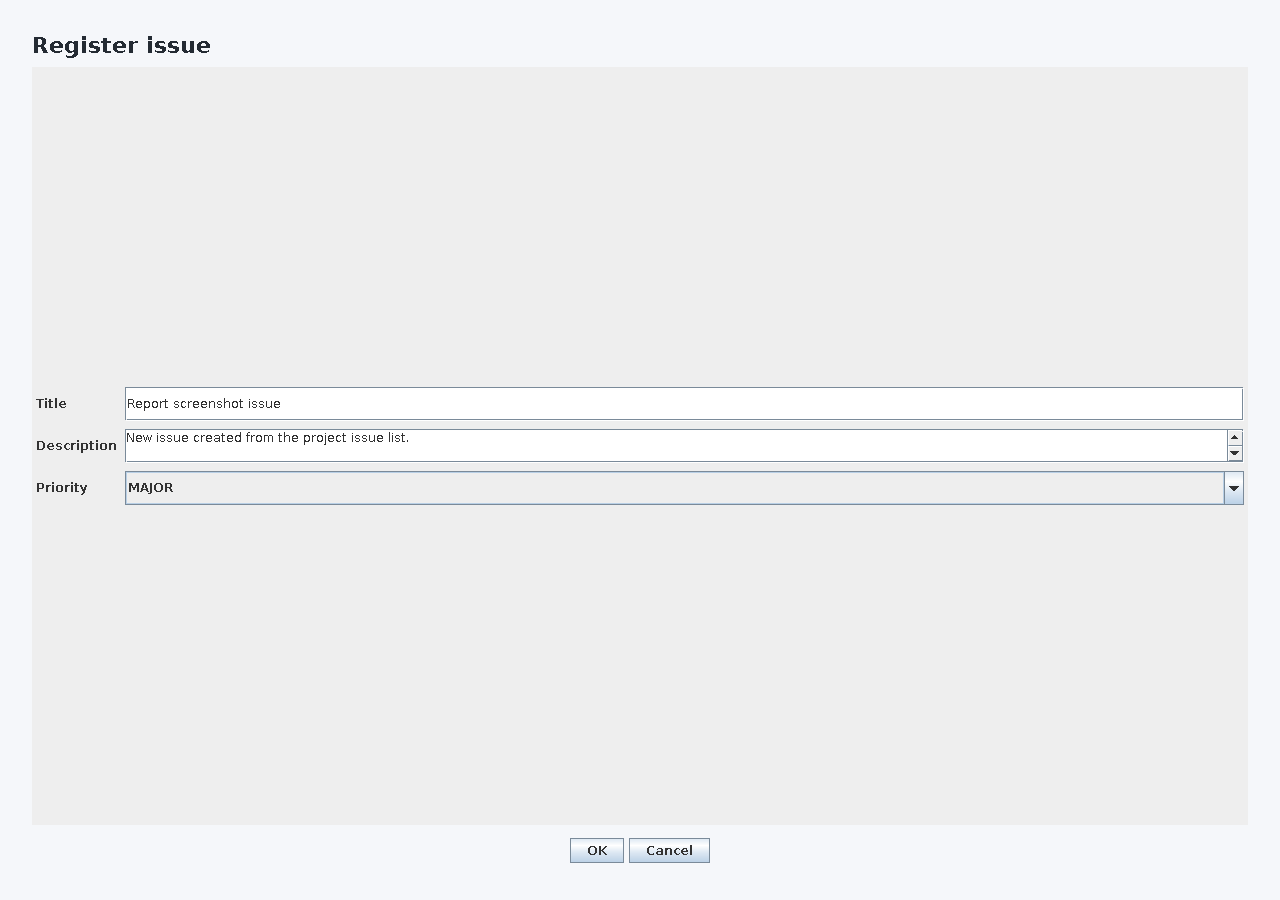 Register issue
Title
Report screenshot issue
Description
New issue created from the project issue list.
Priority
MAJOR
OK
Cancel